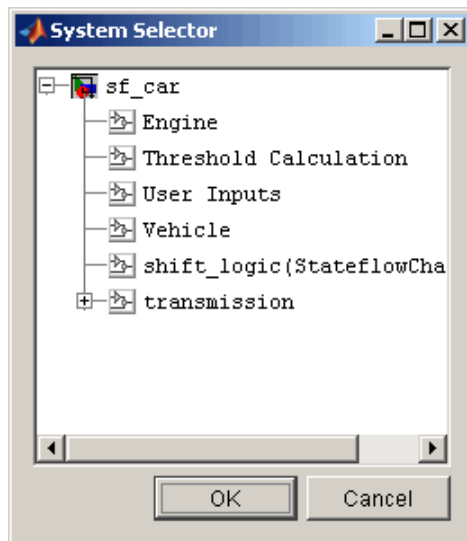 System Selector
sf_car
Engine
Threshold Calculation
User Inputs
Vehicle
shift_logic(StateflowCha
transmission
OK
Cancel